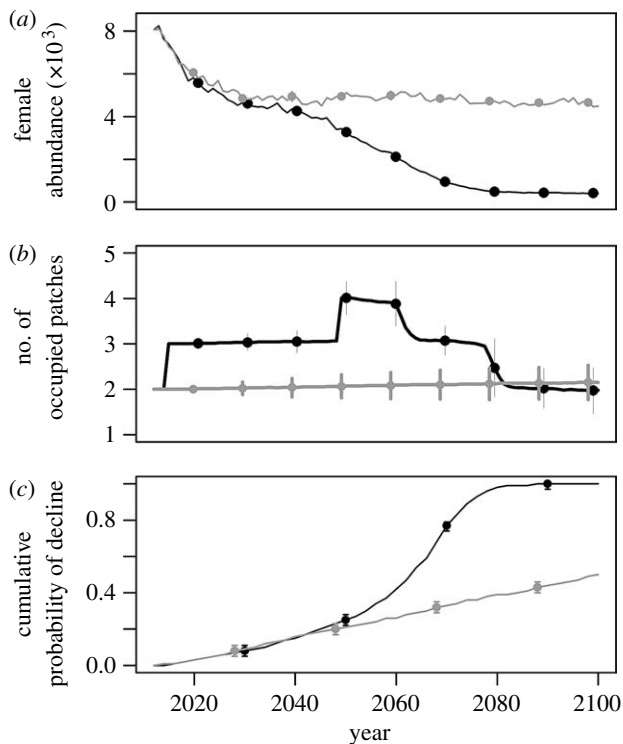 (a)
female
abundance (×10³)
8
4
0
(b)
no. of
occupied patches
5
4
3
2
1
(c)
cumulative
probability of decline
0.8
0.4
0.0
2020 2040 2060 2080 2100
year